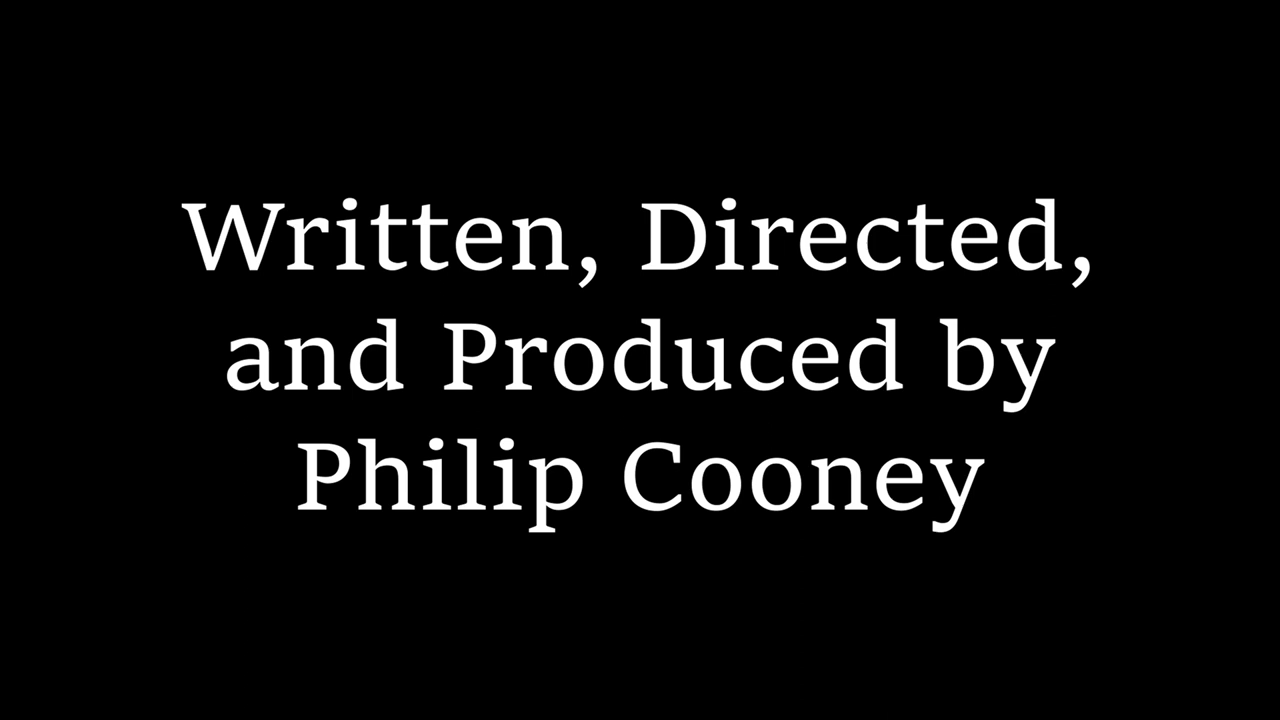 Written, Directed,
and Produced by
Philip Cooney